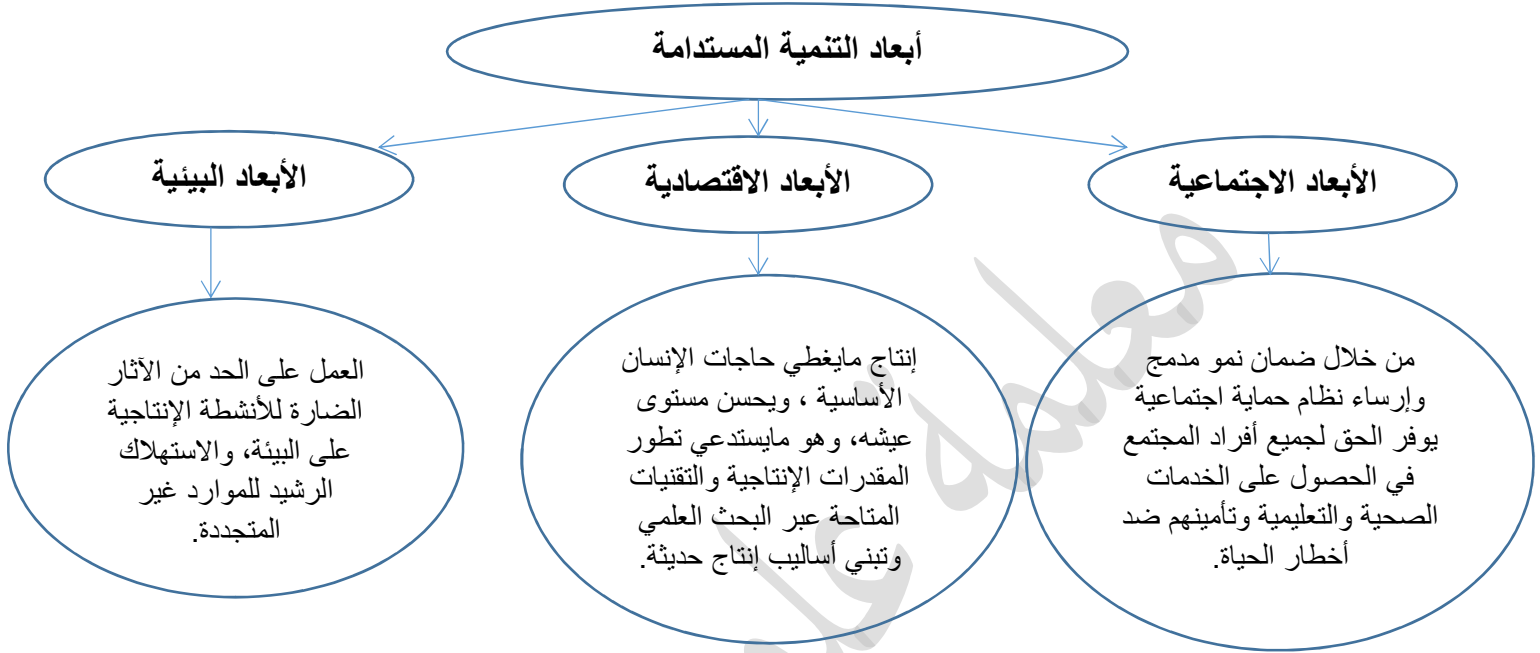 أبعاد التنمية المستدامة
الأبعاد الاجتماعية
الأبعاد الاقتصادية
الأبعاد البيئية
من خلال ضمان نمو مدمج
وإرساء نظام حماية اجتماعية
يوفر الحق لجميع أفراد المجتمع
في الحصول على الخدمات
الصحية والتعليمية وتأمينهم ضد
أخطار الحياة.
إنتاج مايغطي حاجات الإنسان
الأساسية ، ويحسن مستوى
عيشه، وهو مايستدعي تطور
المقدرات الإنتاجية والتقنيات
المتاحة عبر البحث العلمي
وتبني أساليب إنتاج حديثة.
العمل على الحد من الآثار
الضارة للأنشطة الإنتاجية
على البيئة، والاستهلاك
الرشيد للموارد غير
المتجددة.